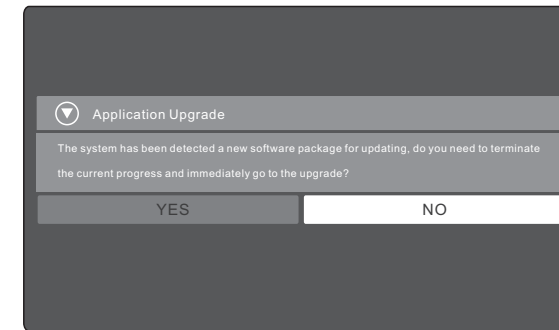 Application Upgrade
The system has been detected a new software package for updating, do you need to terminate
the current progress and immediately go to the upgrade?
YES
NO